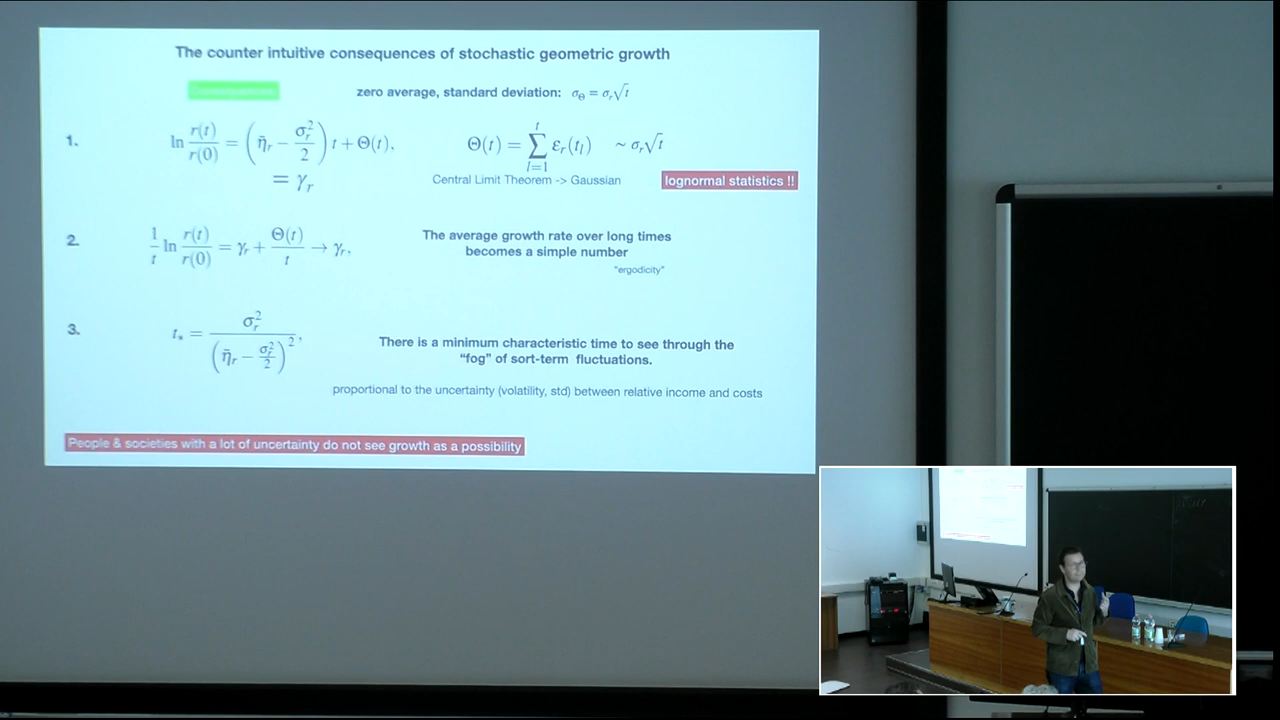 The counter intuitive consequences of stochastic geometric growth
zero average, standard deviation: σ_Θ = σ_r√t
1.
ln r(t)/r(0) = (η̄_r − σ_r²/2) t + Θ(t),
= γ_r
Θ(t) = ∑_{l=1}^{t} ε_r(t_l) ~ σ_r√t
Central Limit Theorem -> Gaussian
lognormal statistics !!
2.
1/t ln r(t)/r(0) = γ_r + Θ(t)/t → γ_r,
The average growth rate over long times
becomes a simple number
"ergodicity"
3.
t_* = σ_r² / (η̄_r − σ_r²/2)²,
There is a minimum characteristic time to see through the
“fog” of sort-term fluctuations.
proportional to the uncertainty (volatility, std) between relative income and costs
People & societies with a lot of uncertainty do not see growth as a possibility